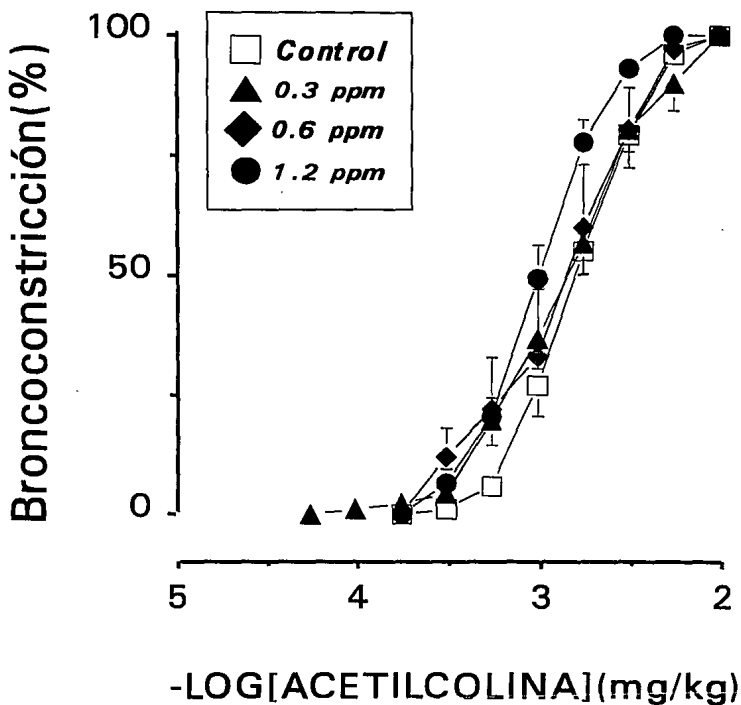 100
Control
0.3 ppm
0.6 ppm
1.2 ppm
Broncoconstricción(%)
50
0
5 4 3 2
-LOG[ACETILCOLINA](mg/kg)